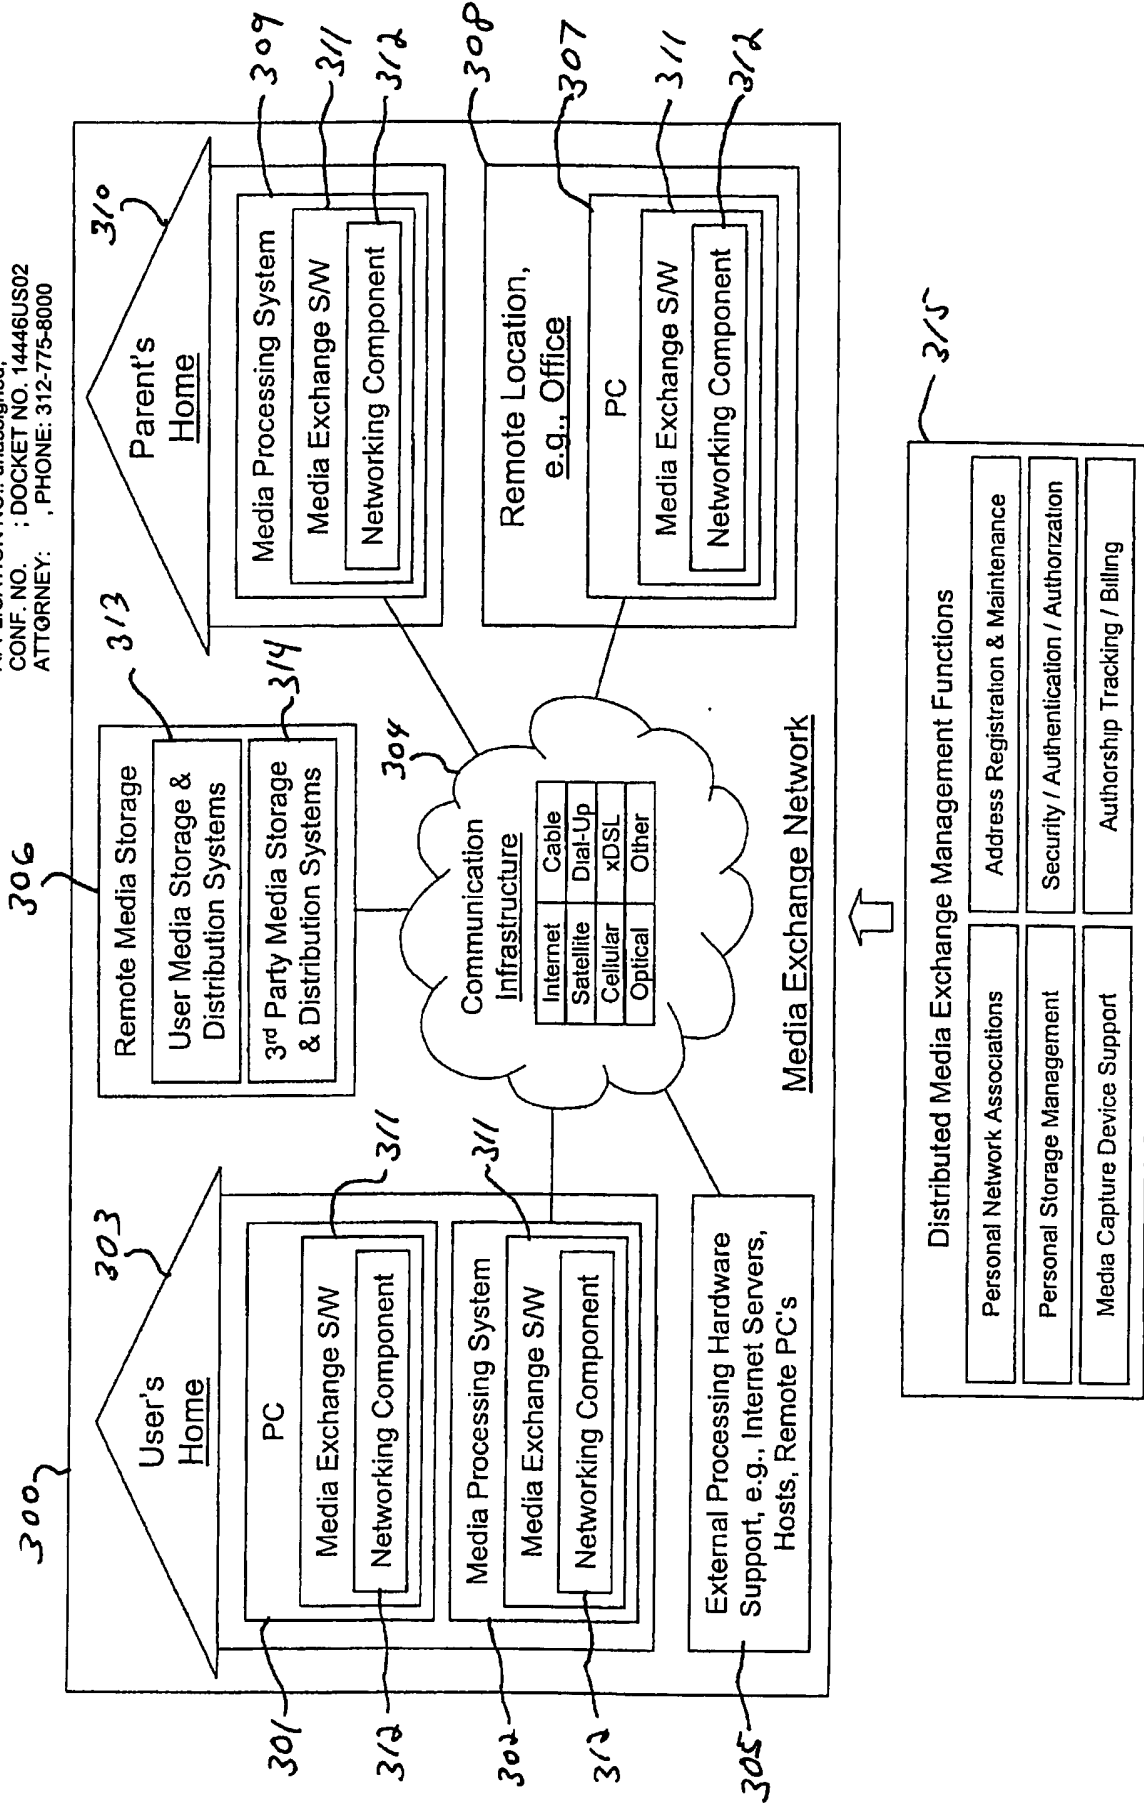 CONF. NO. : DOCKET NO. 14446US02
ATTORNEY: , PHONE: 312-775-8000
300
303
User's
Home
PC
Media Exchange S/W
Networking Component
301
312
311
Media Processing System
Media Exchange S/W
Networking Component
302
312
311
External Processing Hardware
Support, e.g., Internet Servers,
Hosts, Remote PC's
305
306
Remote Media Storage
User Media Storage &
Distribution Systems
3rd Party Media Storage
& Distribution Systems
313
314
304
Communication
Infrastructure
Internet Cable
Satellite Dial-Up
Cellular xDSL
Optical Other
Media Exchange Network
310
Parent's
Home
Media Processing System
Media Exchange S/W
Networking Component
309
311
312
Remote Location,
e.g., Office
PC
Media Exchange S/W
Networking Component
308
307
311
312
315
Distributed Media Exchange Management Functions
Personal Network Associations Address Registration & Maintenance
Personal Storage Management Security / Authentication / Authorization
Media Capture Device Support Authorship Tracking / Billing